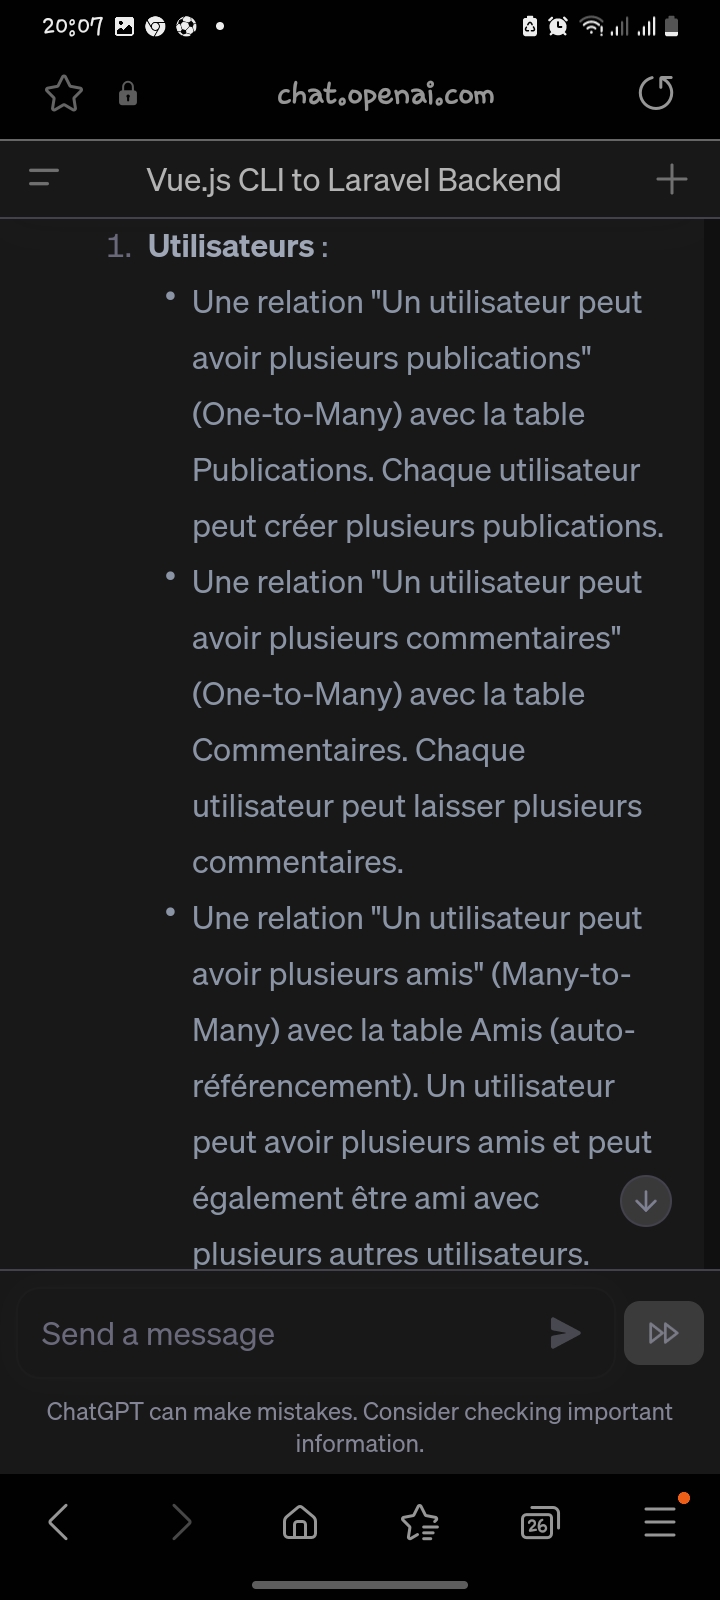 20:07
chat.openai.com
Vue.js CLI to Laravel Backend
1. Utilisateurs :
• Une relation "Un utilisateur peut
avoir plusieurs publications"
(One-to-Many) avec la table
Publications. Chaque utilisateur
peut créer plusieurs publications.
• Une relation "Un utilisateur peut
avoir plusieurs commentaires"
(One-to-Many) avec la table
Commentaires. Chaque
utilisateur peut laisser plusieurs
commentaires.
• Une relation "Un utilisateur peut
avoir plusieurs amis" (Many-to-
Many) avec la table Amis (auto-
référencement). Un utilisateur
peut avoir plusieurs amis et peut
également être ami avec
plusieurs autres utilisateurs.
Send a message
ChatGPT can make mistakes. Consider checking important
information.
26